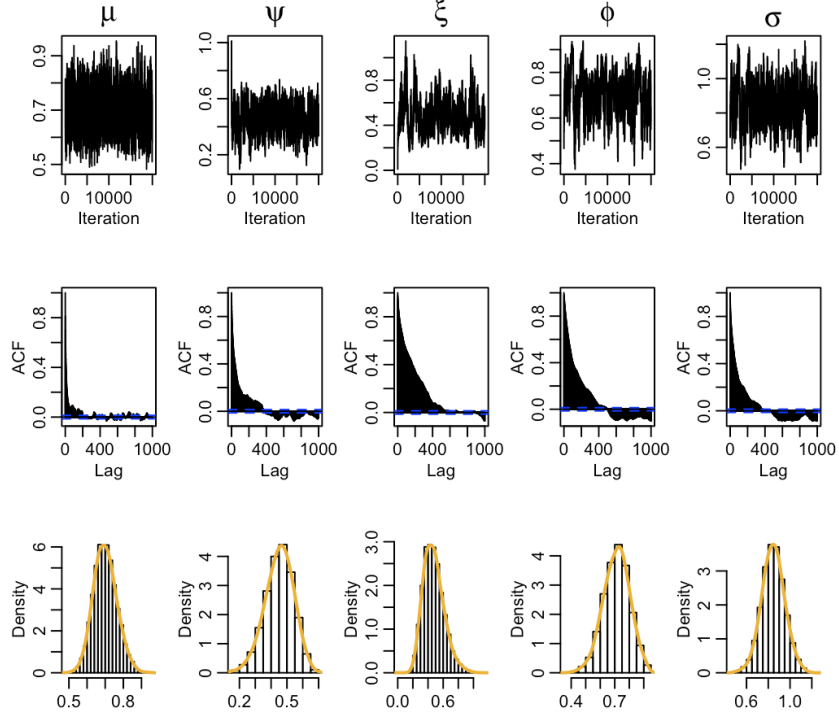 μ ψ ξ ϕ σ
0.5 0.7 0.9
0.2 0.6 1.0
0.0 0.4 0.8
0.4 0.6 0.8
0.6 1.0
0 10000
0 10000
0 10000
0 10000
0 10000
Iteration Iteration Iteration Iteration Iteration
ACF 0.0 0.4 0.8
ACF 0.0 0.4 0.8
ACF 0.0 0.4 0.8
ACF 0.0 0.4 0.8
ACF 0.0 0.4 0.8
0 400 1000
0 400 1000
0 400 1000
0 400 1000
0 400 1000
Lag Lag Lag Lag Lag
Density 0 2 4 6
Density 0 1 2 3 4
Density 0.0 1.0 2.0 3.0
Density 0 1 2 3 4
Density 0 1 2 3
0.5 0.8
0.2 0.5
0.0 0.6
0.4 0.7
0.6 1.0